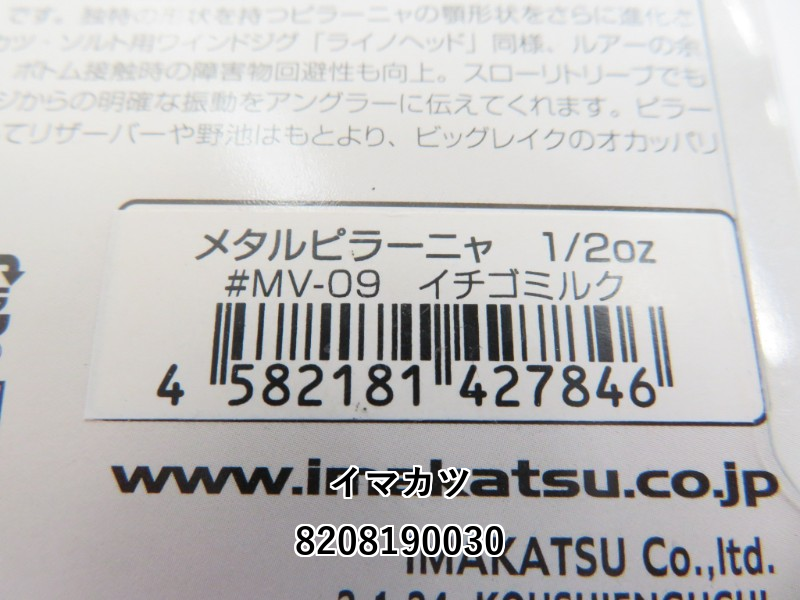 です。独特の形状を持つピラーニャの顎形状をさらに進化さ
カツ・ソルト用ウインドジグ「ライノヘッド」同様、ルアーの余
ボトム接触時の障害物回避性も向上。スローリトリーブでも
からの明確な振動をアングラーに伝えてくれます。ピラー
てリザーバーや野池はもとより、ビッグレイクのオカッパリ
メタルピラーニャ 1/2oz
#MV-09 イチゴミルク
4 582181 427846
www.imakatsu.co.jp
イマカツ
8208190030
IMAKATSU Co.,ltd.